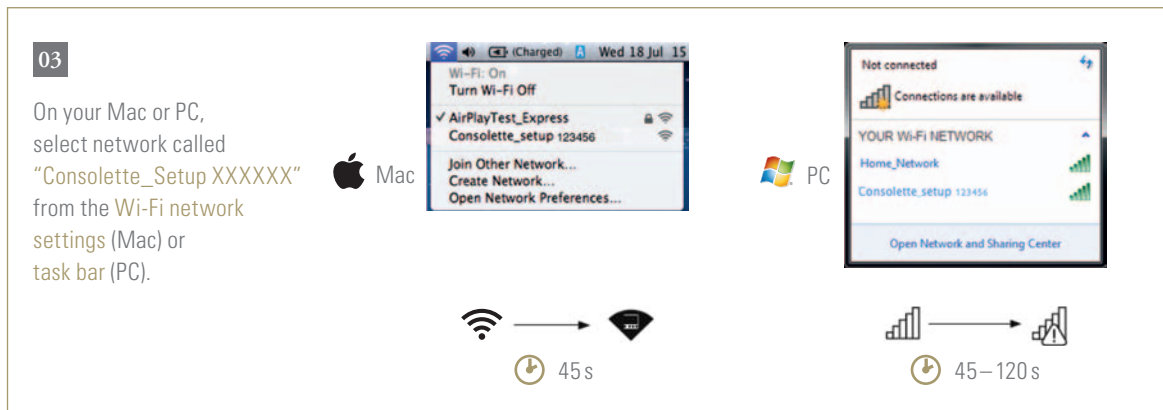 03
On your Mac or PC,
select network called
“Consolette_Setup XXXXXX”
from the Wi-Fi network
settings (Mac) or
task bar (PC).
Mac
(Charged) A Wed 18 Jul 15
Wi-Fi: On
Turn Wi-Fi Off
✓ AirPlayTest_Express
Consolette_setup 123456
Join Other Network...
Create Network...
Open Network Preferences...
45 s
PC
Not connected
Connections are available
YOUR Wi-Fi NETWORK
Home_Network
Consolette_setup 123456
Open Network and Sharing Center
45–120 s